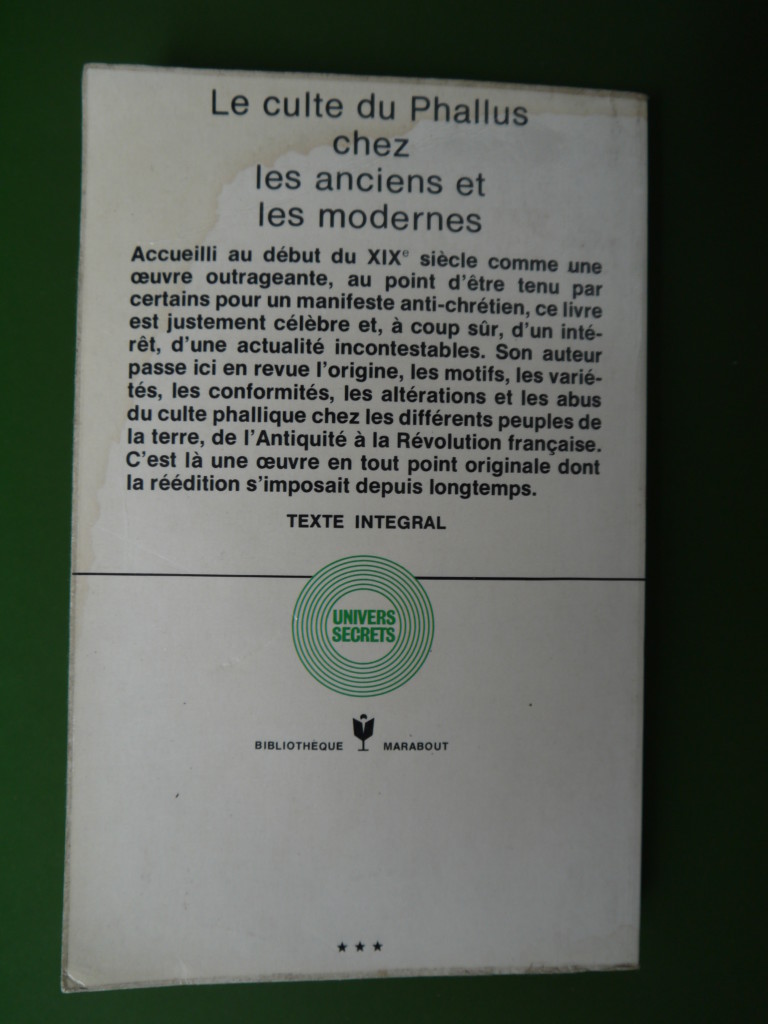 Le culte du Phallus
chez
les anciens et
les modernes
Accueilli au début du XIXe siècle comme une
œuvre outrageante, au point d'être tenu par
certains pour un manifeste anti-chrétien, ce livre
est justement célèbre et, à coup sûr, d'un inté-
rêt, d'une actualité incontestables. Son auteur
passe ici en revue l'origine, les motifs, les varié-
tés, les conformités, les altérations et les abus
du culte phallique chez les différents peuples de
la terre, de l'Antiquité à la Révolution française.
C'est là une œuvre en tout point originale dont
la réédition s'imposait depuis longtemps.
TEXTE INTEGRAL
UNIVERS
SECRETS
BIBLIOTHÈQUE MARABOUT
★ ★ ★